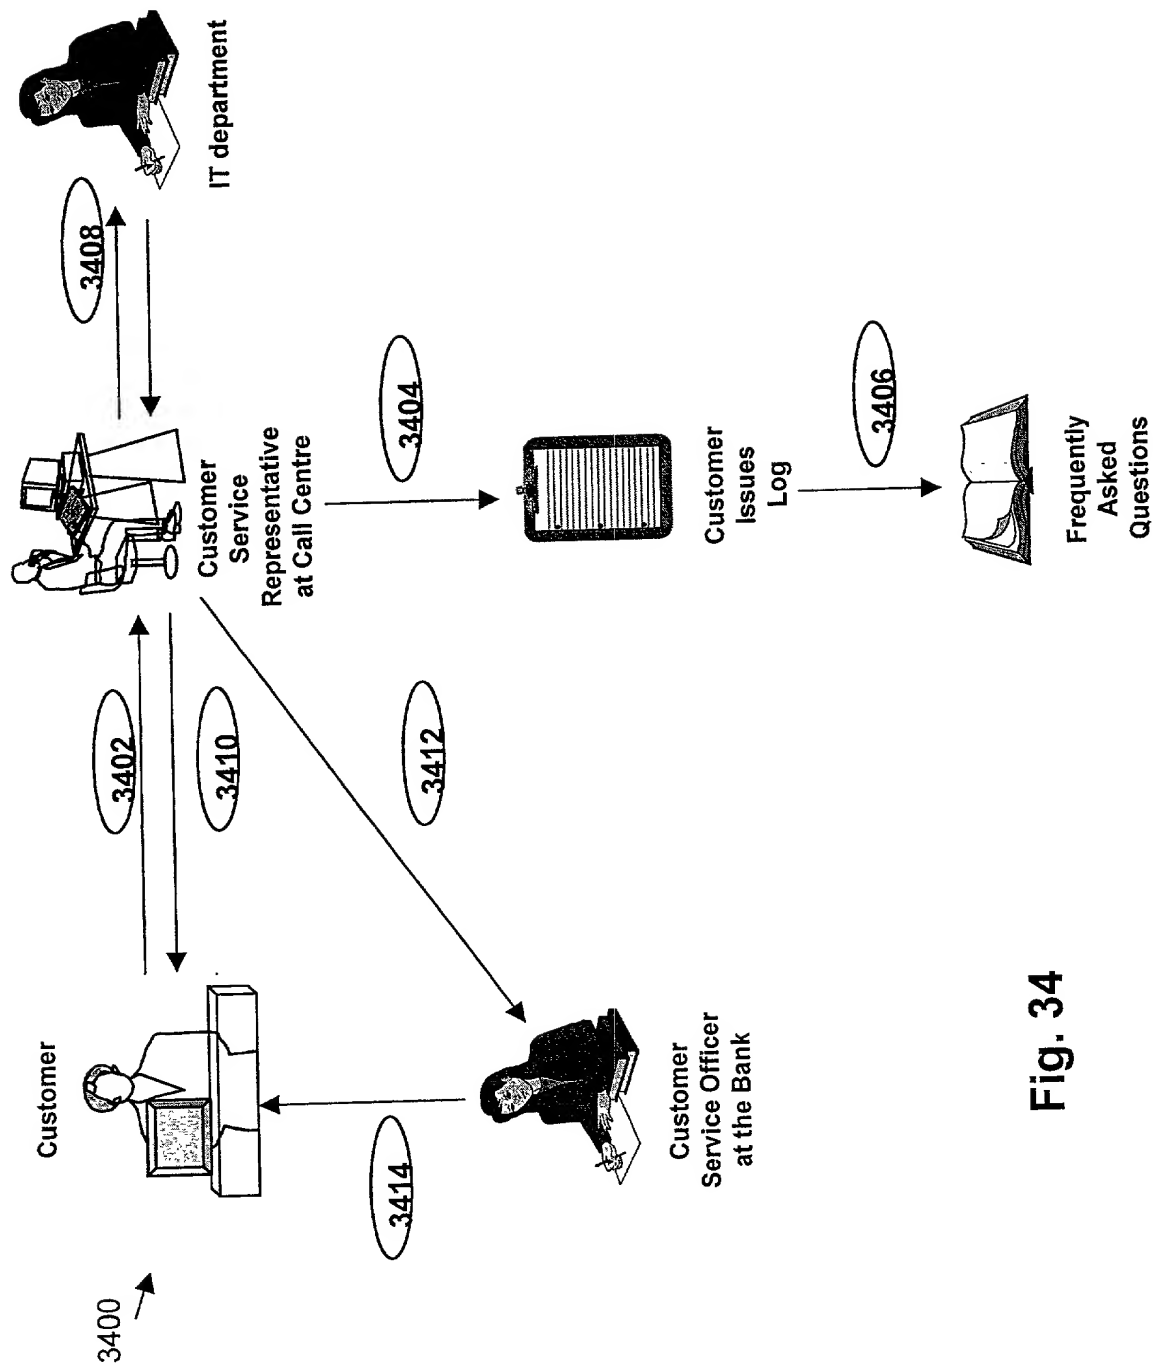 3400
Customer
3402
3410
Customer
Service
Representative
at Call Centre
3408
IT department
3414
3412
3404
Customer
Service Officer
at the Bank
Customer
Issues
Log
3406
Frequently
Asked
Questions
Fig. 34